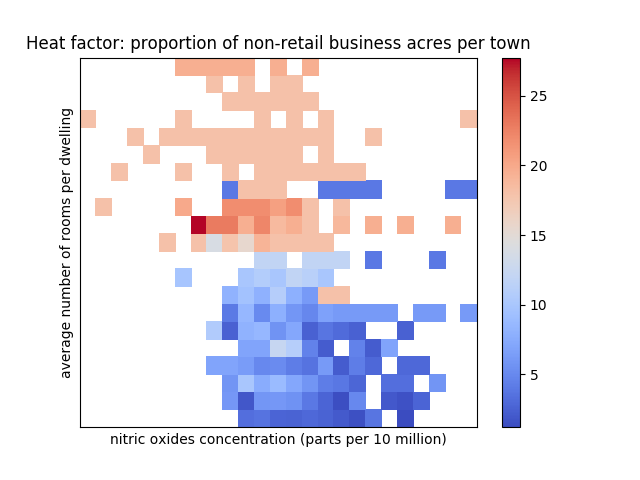 Heat factor: proportion of non-retail business acres per town
average number of rooms per dwelling
nitric oxides concentration (parts per 10 million)
25
20
15
10
5